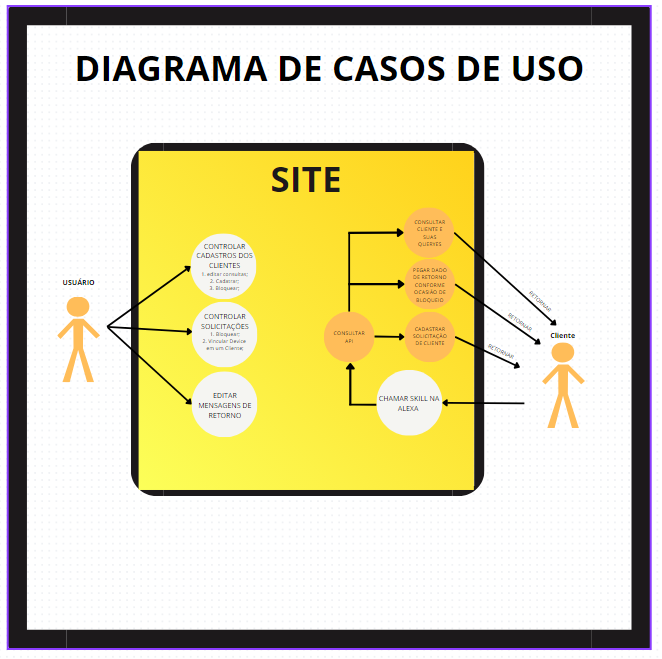 DIAGRAMA DE CASOS DE USO
SITE
USUÁRIO
CONTROLAR
CADASTROS DOS
CLIENTES
1. editar consultas;
2. Cadastrar;
3. Bloquear;
CONTROLAR
SOLICITAÇÕES
1. Bloquear;
2. Vincular Device
em um Cliente;
EDITAR
MENSAGENS DE
RETORNO
CONSULTAR
CLIENTE E
SUAS
QUERYES
PEGAR DADO
DE RETORNO
CONFORME
OCASIÃO DE
BLOQUEIO
CONSULTAR
API
CADASTRAR
SOLICITAÇÃO
DE CLIENTE
CHAMAR SKILL NA
ALEXA
RETORNAR
RETORNAR
RETORNAR
Cliente